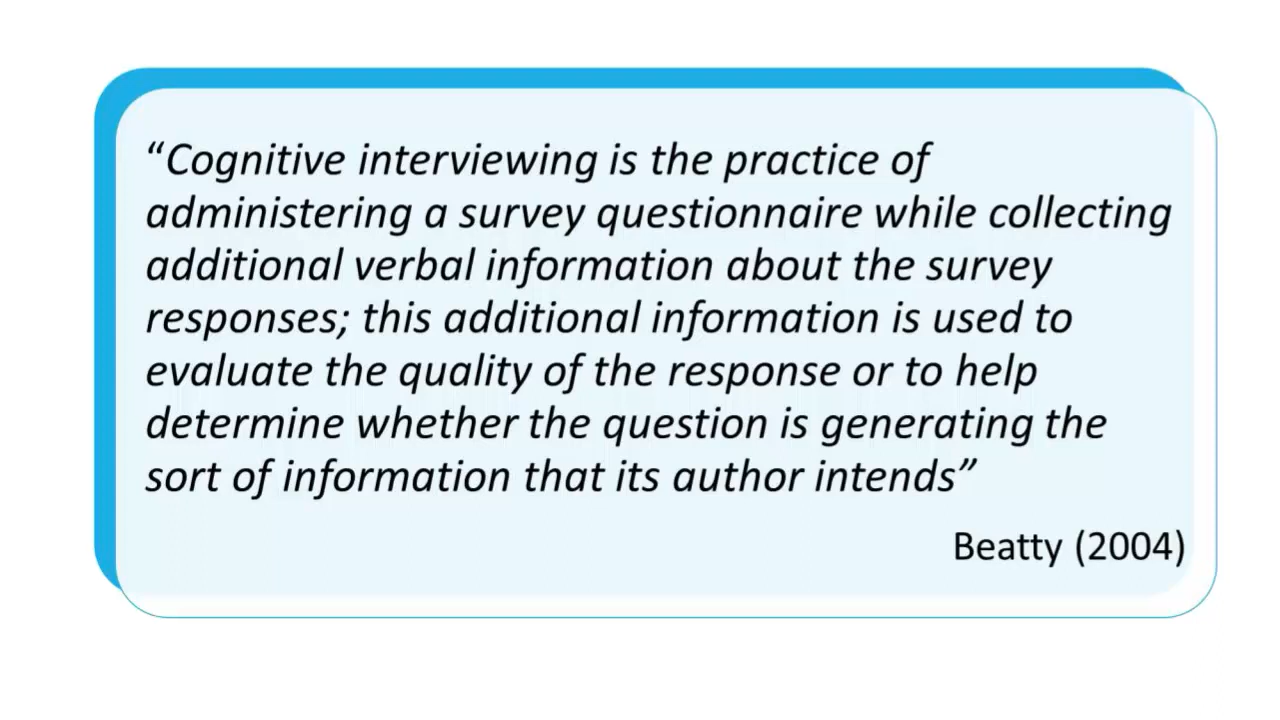 “Cognitive interviewing is the practice of
administering a survey questionnaire while collecting
additional verbal information about the survey
responses; this additional information is used to
evaluate the quality of the response or to help
determine whether the question is generating the
sort of information that its author intends”
Beatty (2004)